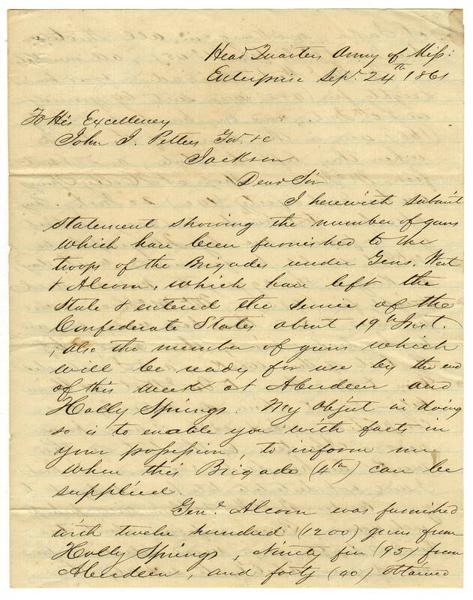 Head Quarters Army of Miss:
Enterprise Sept. 24th 1861
To His Excellency
John J. Pettus Gov. &c
Jackson
Dear Sir
I herewith submit
statement showing the number of guns
which have been furnished to the
troops of the Brigades under Genl. West
& Alcorn, which have left the
State & entered the service of the
Confederate States about 19th Inst.
; also the number of guns which
will be ready for use by the end
of this week at Aberdeen and
Holly Springs. My object in doing
so is to enable you with facts in
your possession, to inform me
when this Brigade (4th) can be
supplied.
Genl. Alcorn was furnished
with twelve hundred (1200) guns from
Holly Springs, Ninety five (95) from
Aberdeen, and forty (40) obtained